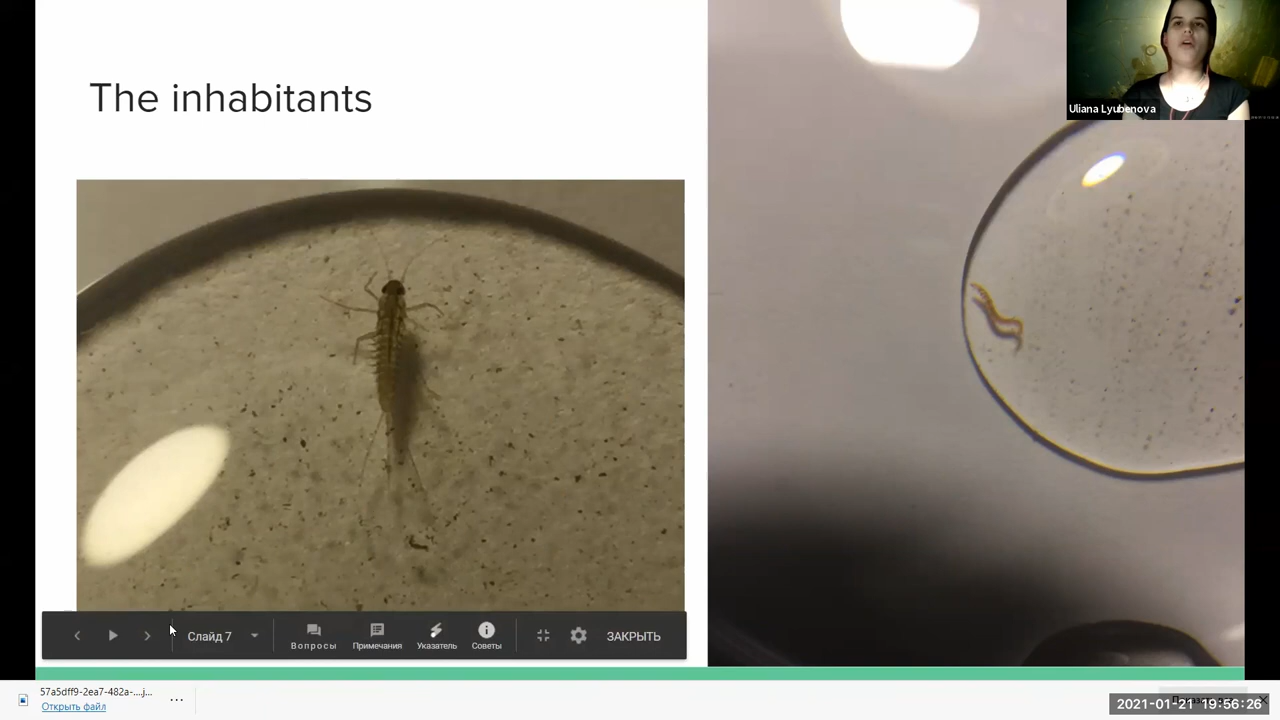 The inhabitants
Uliana Lyubenova
Слайд 7
Вопросы
Примечания
Указатель
Советы
ЗАКРЫТЬ
57a5dff9-2ea7-482a-....j...
Открыть файл
2021-01-21 19:56:26